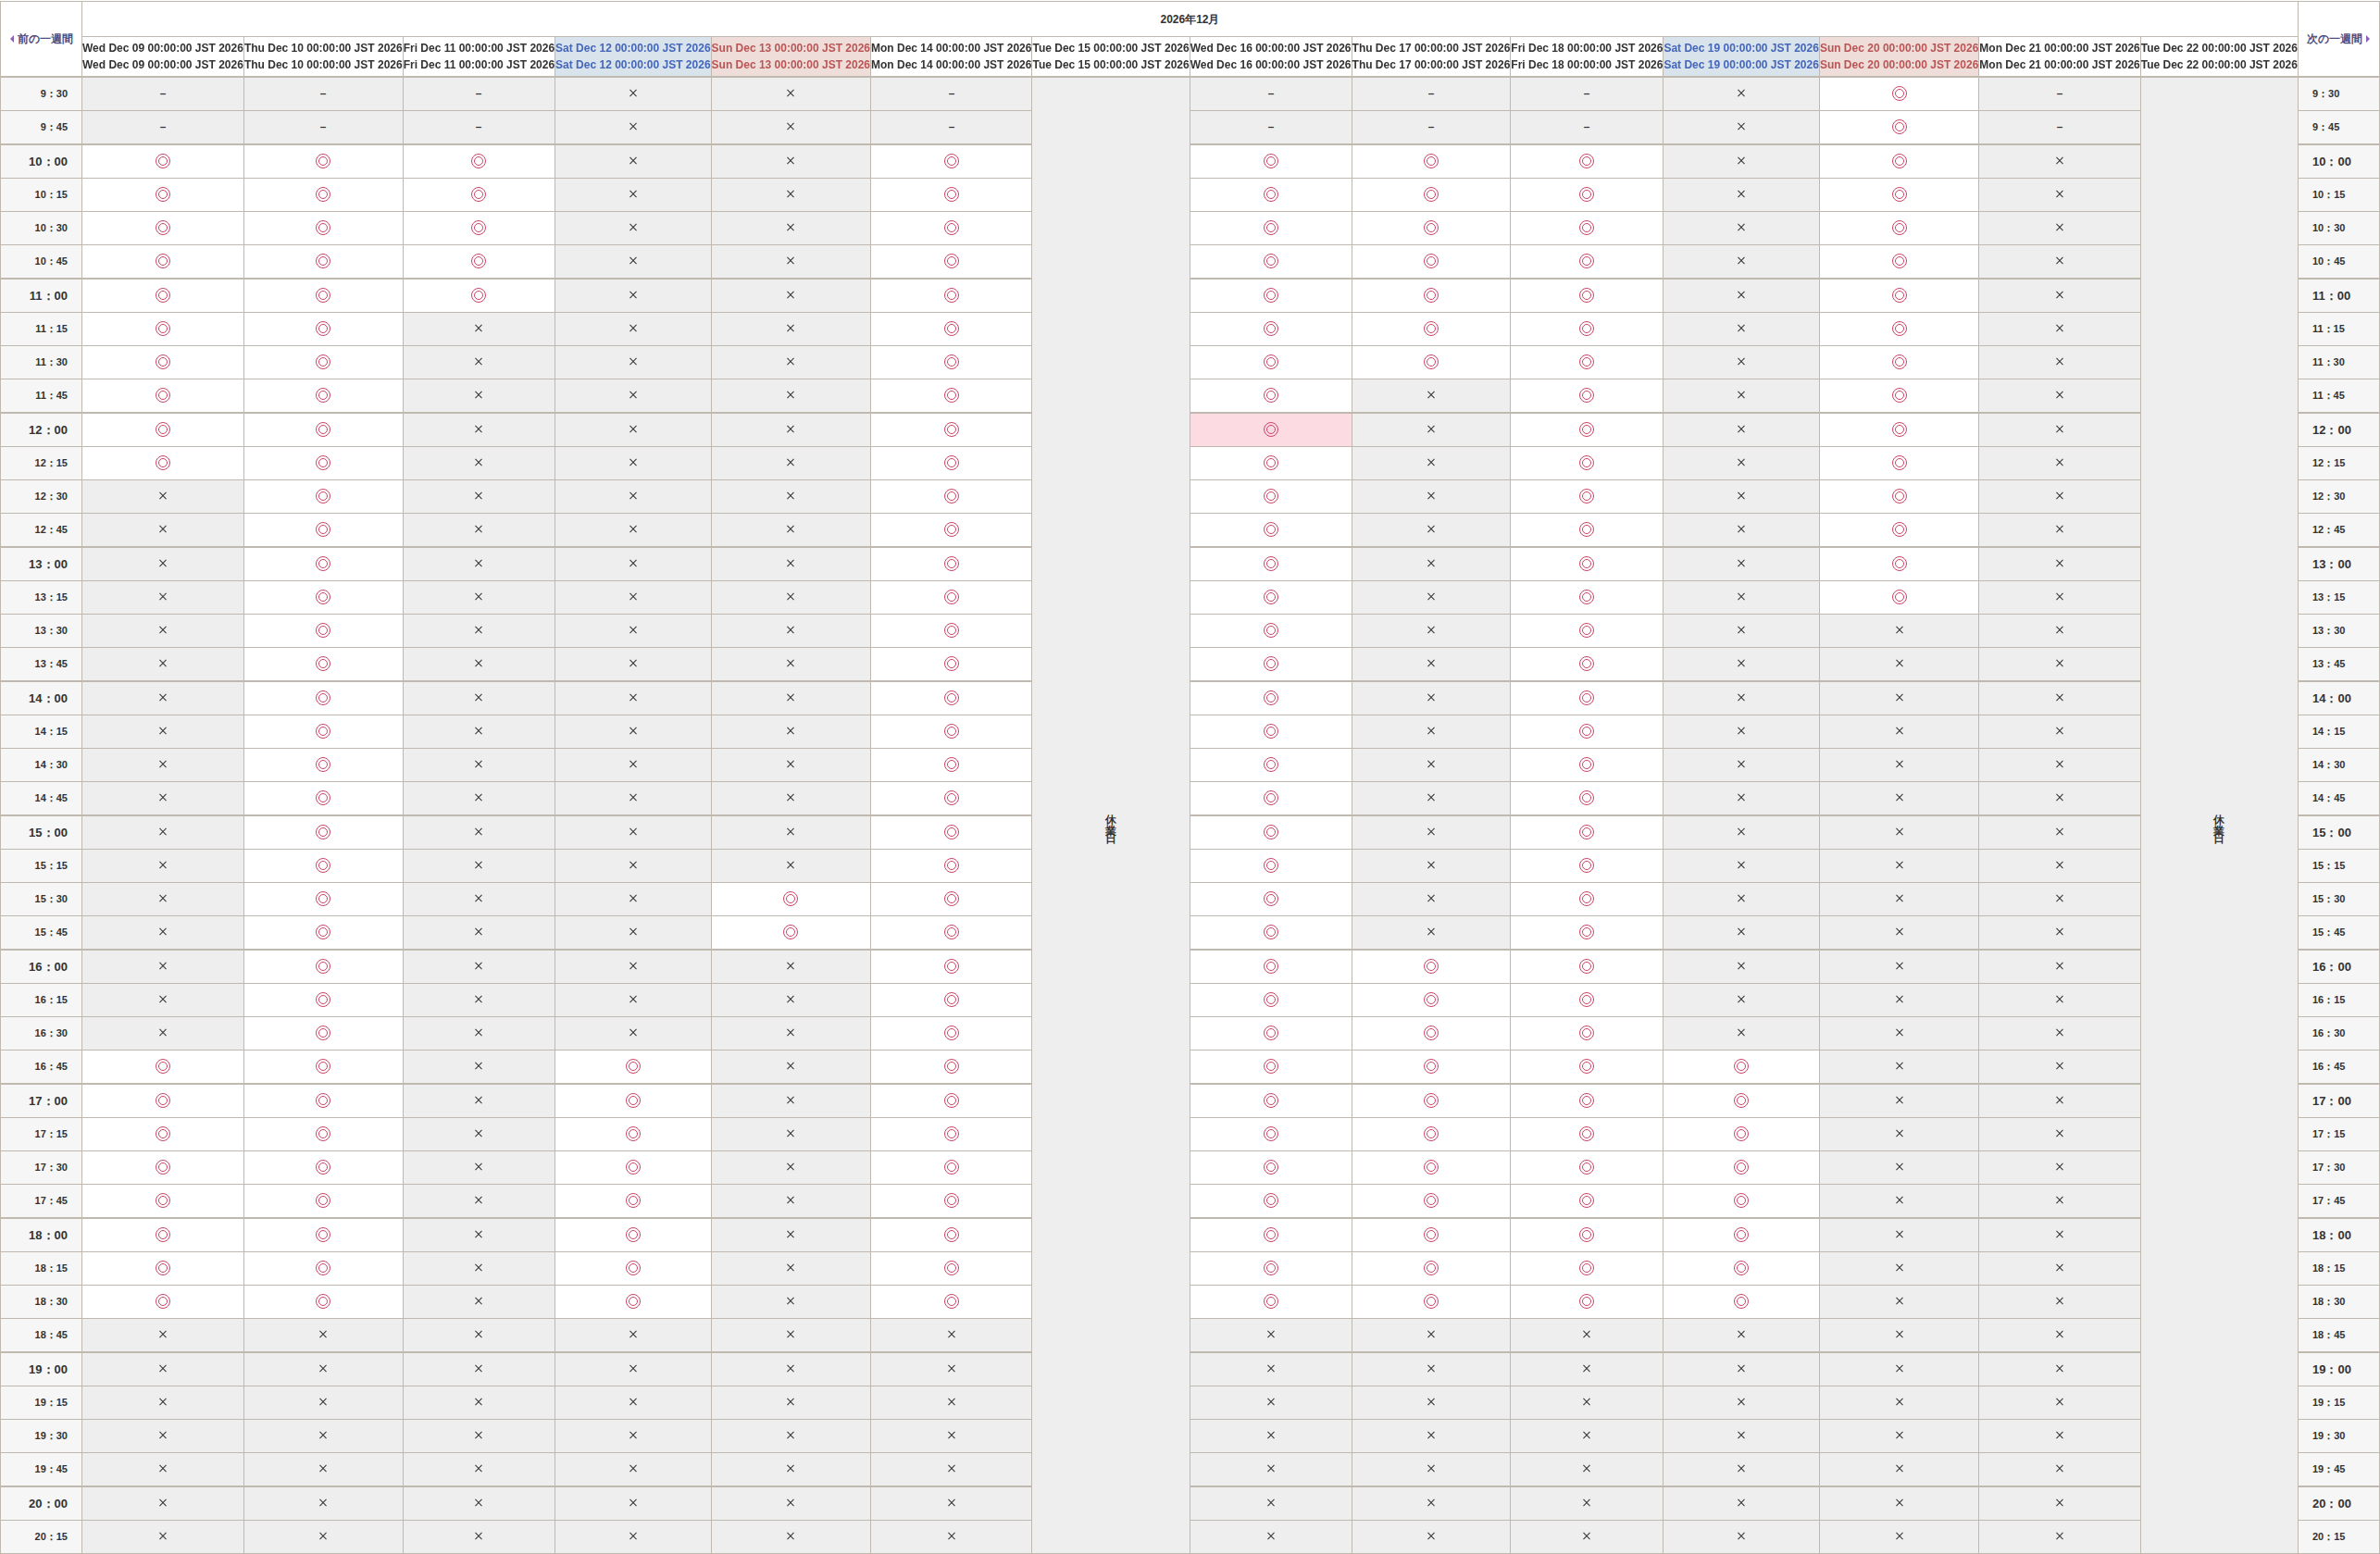 2026年12月
前の一週間 次の一週間
Wed Dec 09 00:00:00 JST 2026 Thu Dec 10 00:00:00 JST 2026 Fri Dec 11 00:00:00 JST 2026 Sat Dec 12 00:00:00 JST 2026 Sun Dec 13 00:00:00 JST 2026 Mon Dec 14 00:00:00 JST 2026 Tue Dec 15 00:00:00 JST 2026 Wed Dec 16 00:00:00 JST 2026 Thu Dec 17 00:00:00 JST 2026 Fri Dec 18 00:00:00 JST 2026 Sat Dec 19 00:00:00 JST 2026 Sun Dec 20 00:00:00 JST 2026 Mon Dec 21 00:00:00 JST 2026 Tue Dec 22 00:00:00 JST 2026
Wed Dec 09 00:00:00 JST 2026 Thu Dec 10 00:00:00 JST 2026 Fri Dec 11 00:00:00 JST 2026 Sat Dec 12 00:00:00 JST 2026 Sun Dec 13 00:00:00 JST 2026 Mon Dec 14 00:00:00 JST 2026 Tue Dec 15 00:00:00 JST 2026 Wed Dec 16 00:00:00 JST 2026 Thu Dec 17 00:00:00 JST 2026 Fri Dec 18 00:00:00 JST 2026 Sat Dec 19 00:00:00 JST 2026 Sun Dec 20 00:00:00 JST 2026 Mon Dec 21 00:00:00 JST 2026 Tue Dec 22 00:00:00 JST 2026
9：30 － － － × × － － － － × ◎ － 9：30
9：45 － － － × × － － － － × ◎ － 9：45
10：00 ◎ ◎ ◎ × × ◎ ◎ ◎ ◎ × ◎ × 10：00
10：15 ◎ ◎ ◎ × × ◎ ◎ ◎ ◎ × ◎ × 10：15
10：30 ◎ ◎ ◎ × × ◎ ◎ ◎ ◎ × ◎ × 10：30
10：45 ◎ ◎ ◎ × × ◎ ◎ ◎ ◎ × ◎ × 10：45
11：00 ◎ ◎ ◎ × × ◎ ◎ ◎ ◎ × ◎ × 11：00
11：15 ◎ ◎ × × × ◎ ◎ ◎ ◎ × ◎ × 11：15
11：30 ◎ ◎ × × × ◎ ◎ ◎ ◎ × ◎ × 11：30
11：45 ◎ ◎ × × × ◎ ◎ × ◎ × ◎ × 11：45
12：00 ◎ ◎ × × × ◎ ◎ × ◎ × ◎ × 12：00
12：15 ◎ ◎ × × × ◎ ◎ × ◎ × ◎ × 12：15
12：30 × ◎ × × × ◎ ◎ × ◎ × ◎ × 12：30
12：45 × ◎ × × × ◎ ◎ × ◎ × ◎ × 12：45
13：00 × ◎ × × × ◎ ◎ × ◎ × ◎ × 13：00
13：15 × ◎ × × × ◎ ◎ × ◎ × ◎ × 13：15
13：30 × ◎ × × × ◎ ◎ × ◎ × × × 13：30
13：45 × ◎ × × × ◎ ◎ × ◎ × × × 13：45
14：00 × ◎ × × × ◎ ◎ × ◎ × × × 14：00
14：15 × ◎ × × × ◎ ◎ × ◎ × × × 14：15
14：30 × ◎ × × × ◎ ◎ × ◎ × × × 14：30
14：45 × ◎ × × × ◎ ◎ × ◎ × × × 14：45
15：00 × ◎ × × × ◎ 休業日 ◎ × ◎ × × × 休業日 15：00
15：15 × ◎ × × × ◎ ◎ × ◎ × × × 15：15
15：30 × ◎ × × ◎ ◎ ◎ × ◎ × × × 15：30
15：45 × ◎ × × ◎ ◎ ◎ × ◎ × × × 15：45
16：00 × ◎ × × × ◎ ◎ ◎ ◎ × × × 16：00
16：15 × ◎ × × × ◎ ◎ ◎ ◎ × × × 16：15
16：30 × ◎ × × × ◎ ◎ ◎ ◎ × × × 16：30
16：45 ◎ ◎ × ◎ × ◎ ◎ ◎ ◎ ◎ × × 16：45
17：00 ◎ ◎ × ◎ × ◎ ◎ ◎ ◎ ◎ × × 17：00
17：15 ◎ ◎ × ◎ × ◎ ◎ ◎ ◎ ◎ × × 17：15
17：30 ◎ ◎ × ◎ × ◎ ◎ ◎ ◎ ◎ × × 17：30
17：45 ◎ ◎ × ◎ × ◎ ◎ ◎ ◎ ◎ × × 17：45
18：00 ◎ ◎ × ◎ × ◎ ◎ ◎ ◎ ◎ × × 18：00
18：15 ◎ ◎ × ◎ × ◎ ◎ ◎ ◎ ◎ × × 18：15
18：30 ◎ ◎ × ◎ × ◎ ◎ ◎ ◎ ◎ × × 18：30
18：45 × × × × × × × × × × × × 18：45
19：00 × × × × × × × × × × × × 19：00
19：15 × × × × × × × × × × × × 19：15
19：30 × × × × × × × × × × × × 19：30
19：45 × × × × × × × × × × × × 19：45
20：00 × × × × × × × × × × × × 20：00
20：15 × × × × × × × × × × × × 20：15